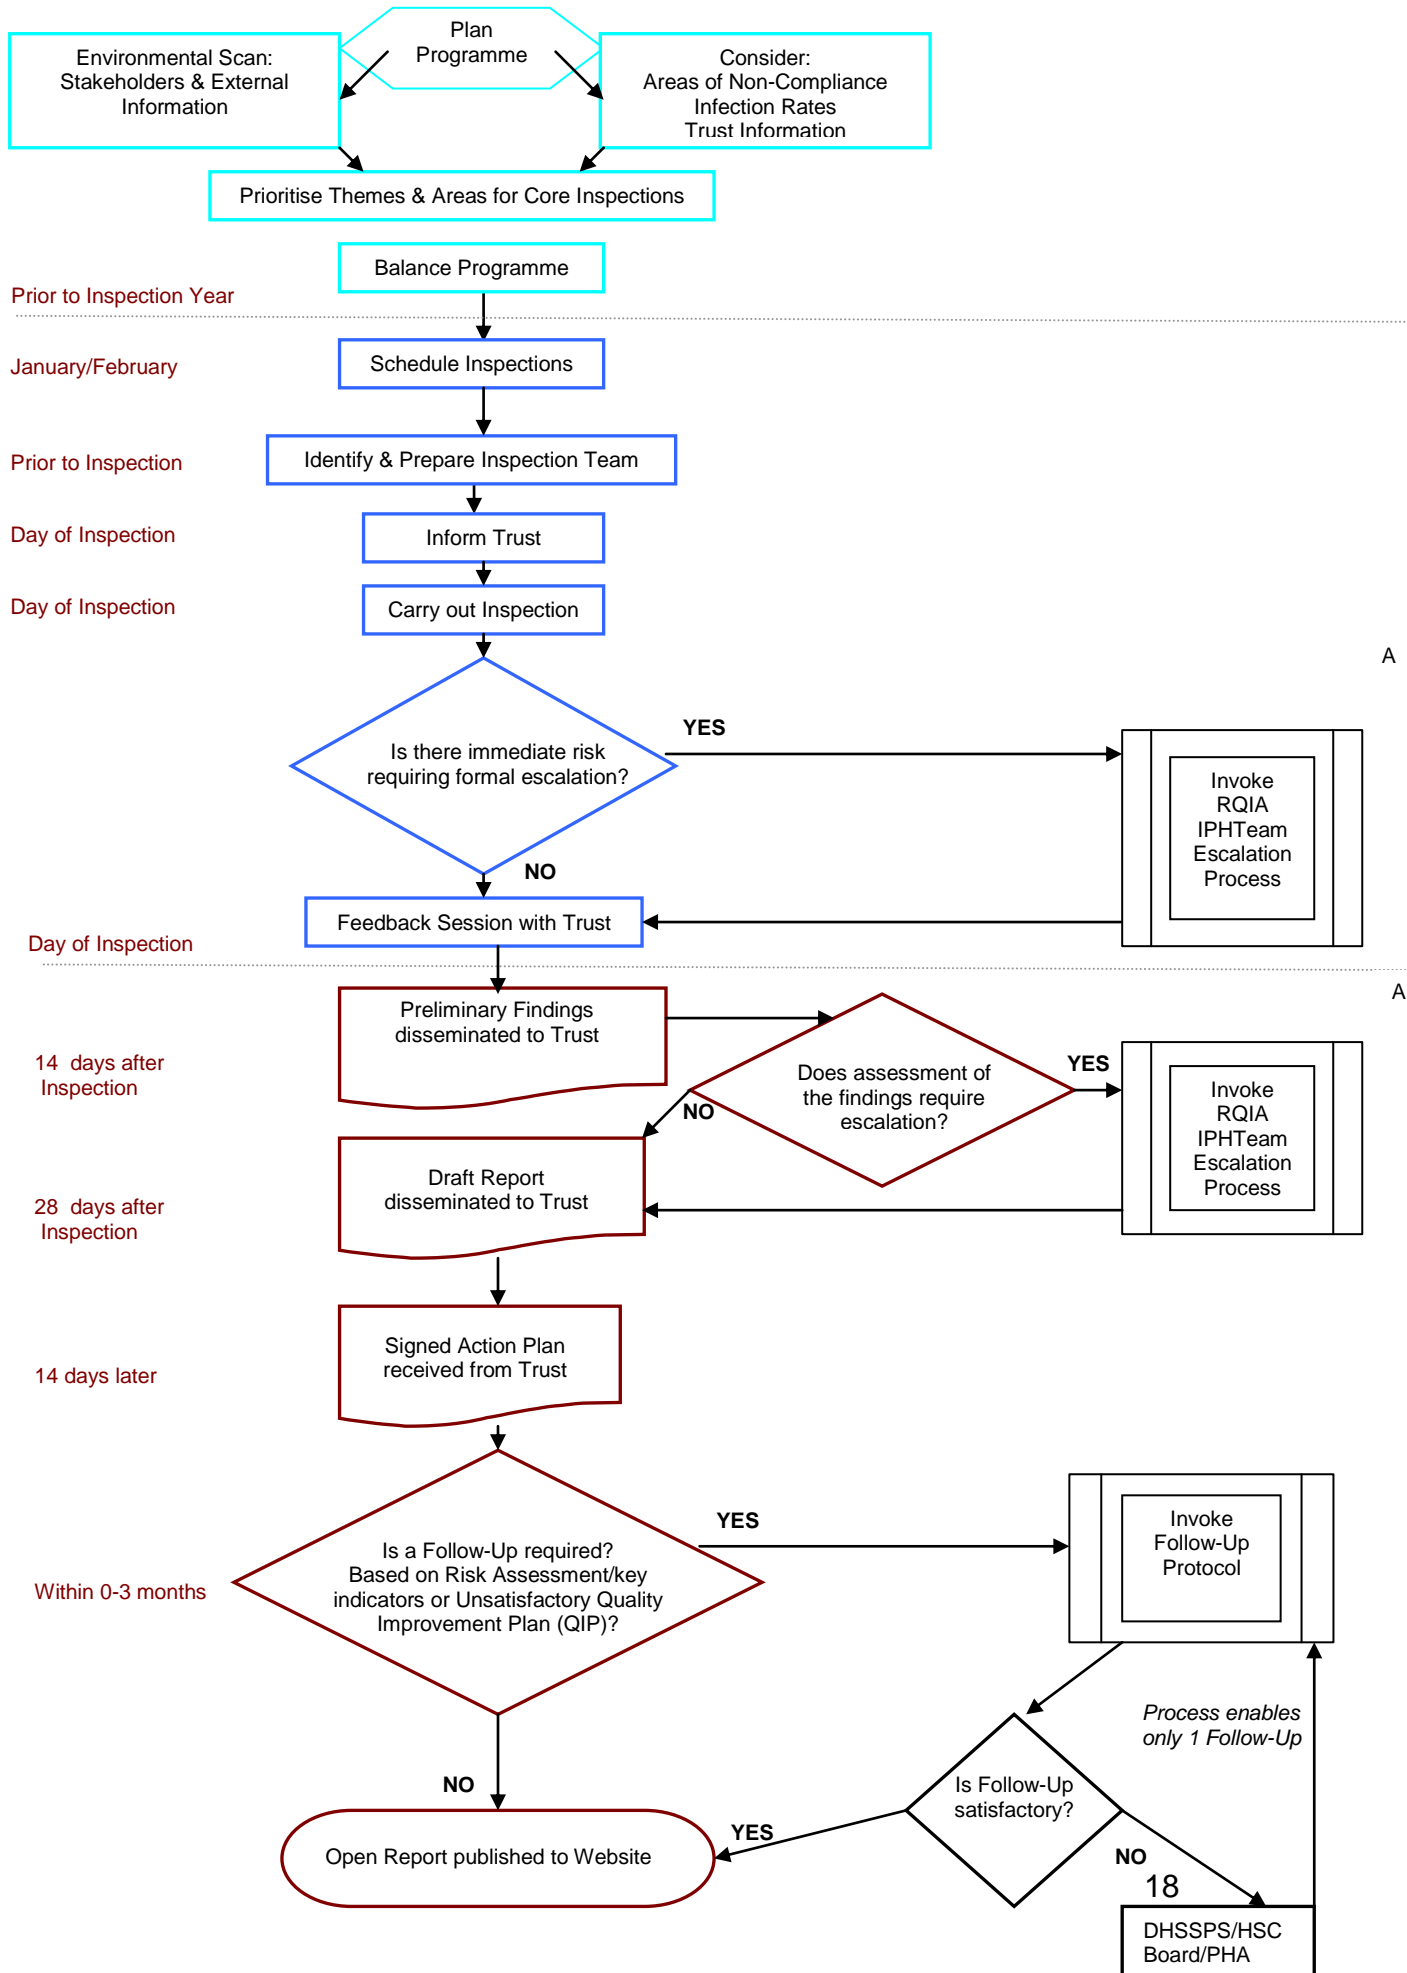 Plan
Programme
Environmental Scan:
Stakeholders & External
Information
Consider:
Areas of Non-Compliance
Infection Rates
Trust Information
Prioritise Themes & Areas for Core Inspections
Balance Programme
Prior to Inspection Year
January/February
Schedule Inspections
Prior to Inspection
Identify & Prepare Inspection Team
Day of Inspection
Inform Trust
Day of Inspection
Carry out Inspection
A
YES
Is there immediate risk
requiring formal escalation?
Invoke
RQIA
IPHTeam
Escalation
Process
NO
Feedback Session with Trust
Day of Inspection
A
Preliminary Findings
disseminated to Trust
14 days after
Inspection
Does assessment of
the findings require
escalation?
YES
NO
Invoke
RQIA
IPHTeam
Escalation
Process
Draft Report
disseminated to Trust
28 days after
Inspection
Signed Action Plan
received from Trust
14 days later
YES
Is a Follow-Up required?
Based on Risk Assessment/key
indicators or Unsatisfactory Quality
Improvement Plan (QIP)?
Within 0-3 months
Invoke
Follow-Up
Protocol
Process enables
only 1 Follow-Up
NO
Is Follow-Up
satisfactory?
YES
Open Report published to Website
NO
18
DHSSPS/HSC
Board/PHA